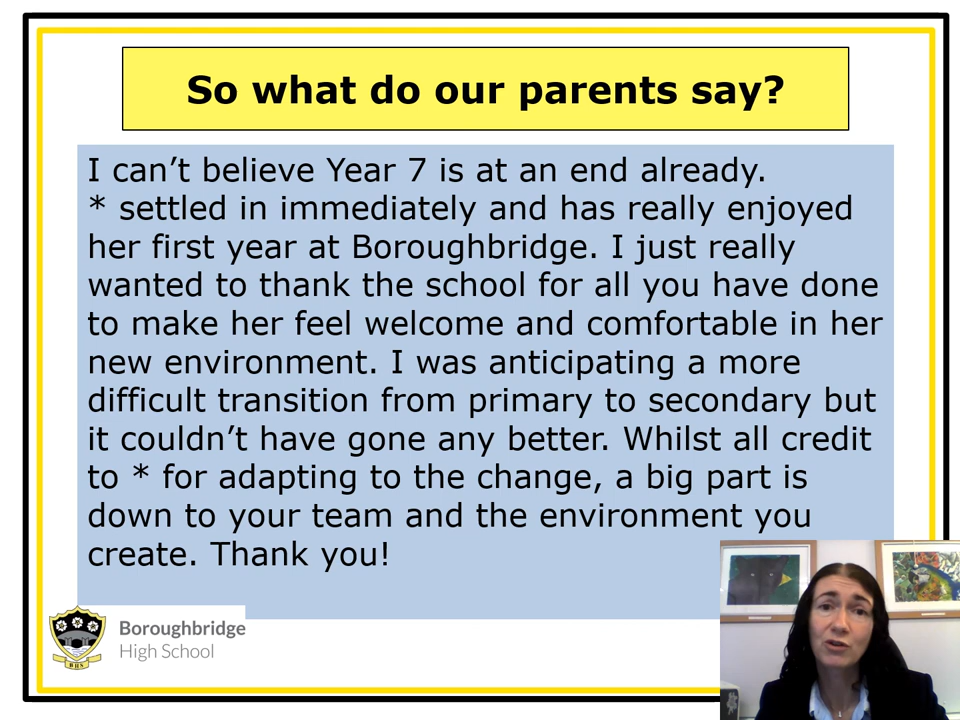 So what do our parents say?
I can’t believe Year 7 is at an end already.
* settled in immediately and has really enjoyed
her first year at Boroughbridge. I just really
wanted to thank the school for all you have done
to make her feel welcome and comfortable in her
new environment. I was anticipating a more
difficult transition from primary to secondary but
it couldn’t have gone any better. Whilst all credit
to * for adapting to the change, a big part is
down to your team and the environment you
create. Thank you!
Boroughbridge
High School
BHS